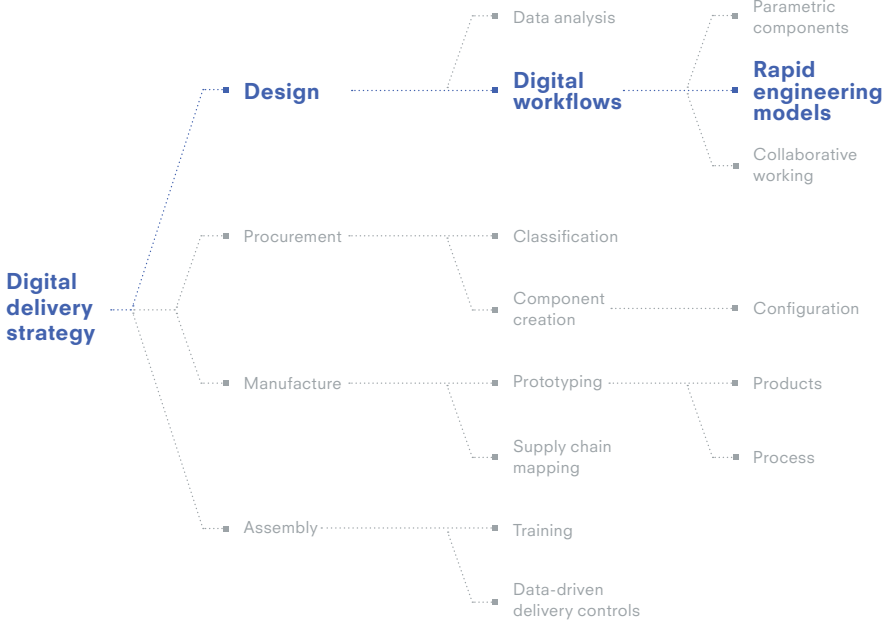 Digital
delivery
strategy
Design
Data analysis
Digital
workflows
Parametric
components
Rapid
engineering
models
Collaborative
working
Procurement
Classification
Component
creation
Configuration
Manufacture
Prototyping
Products
Process
Supply chain
mapping
Assembly
Training
Data-driven
delivery controls